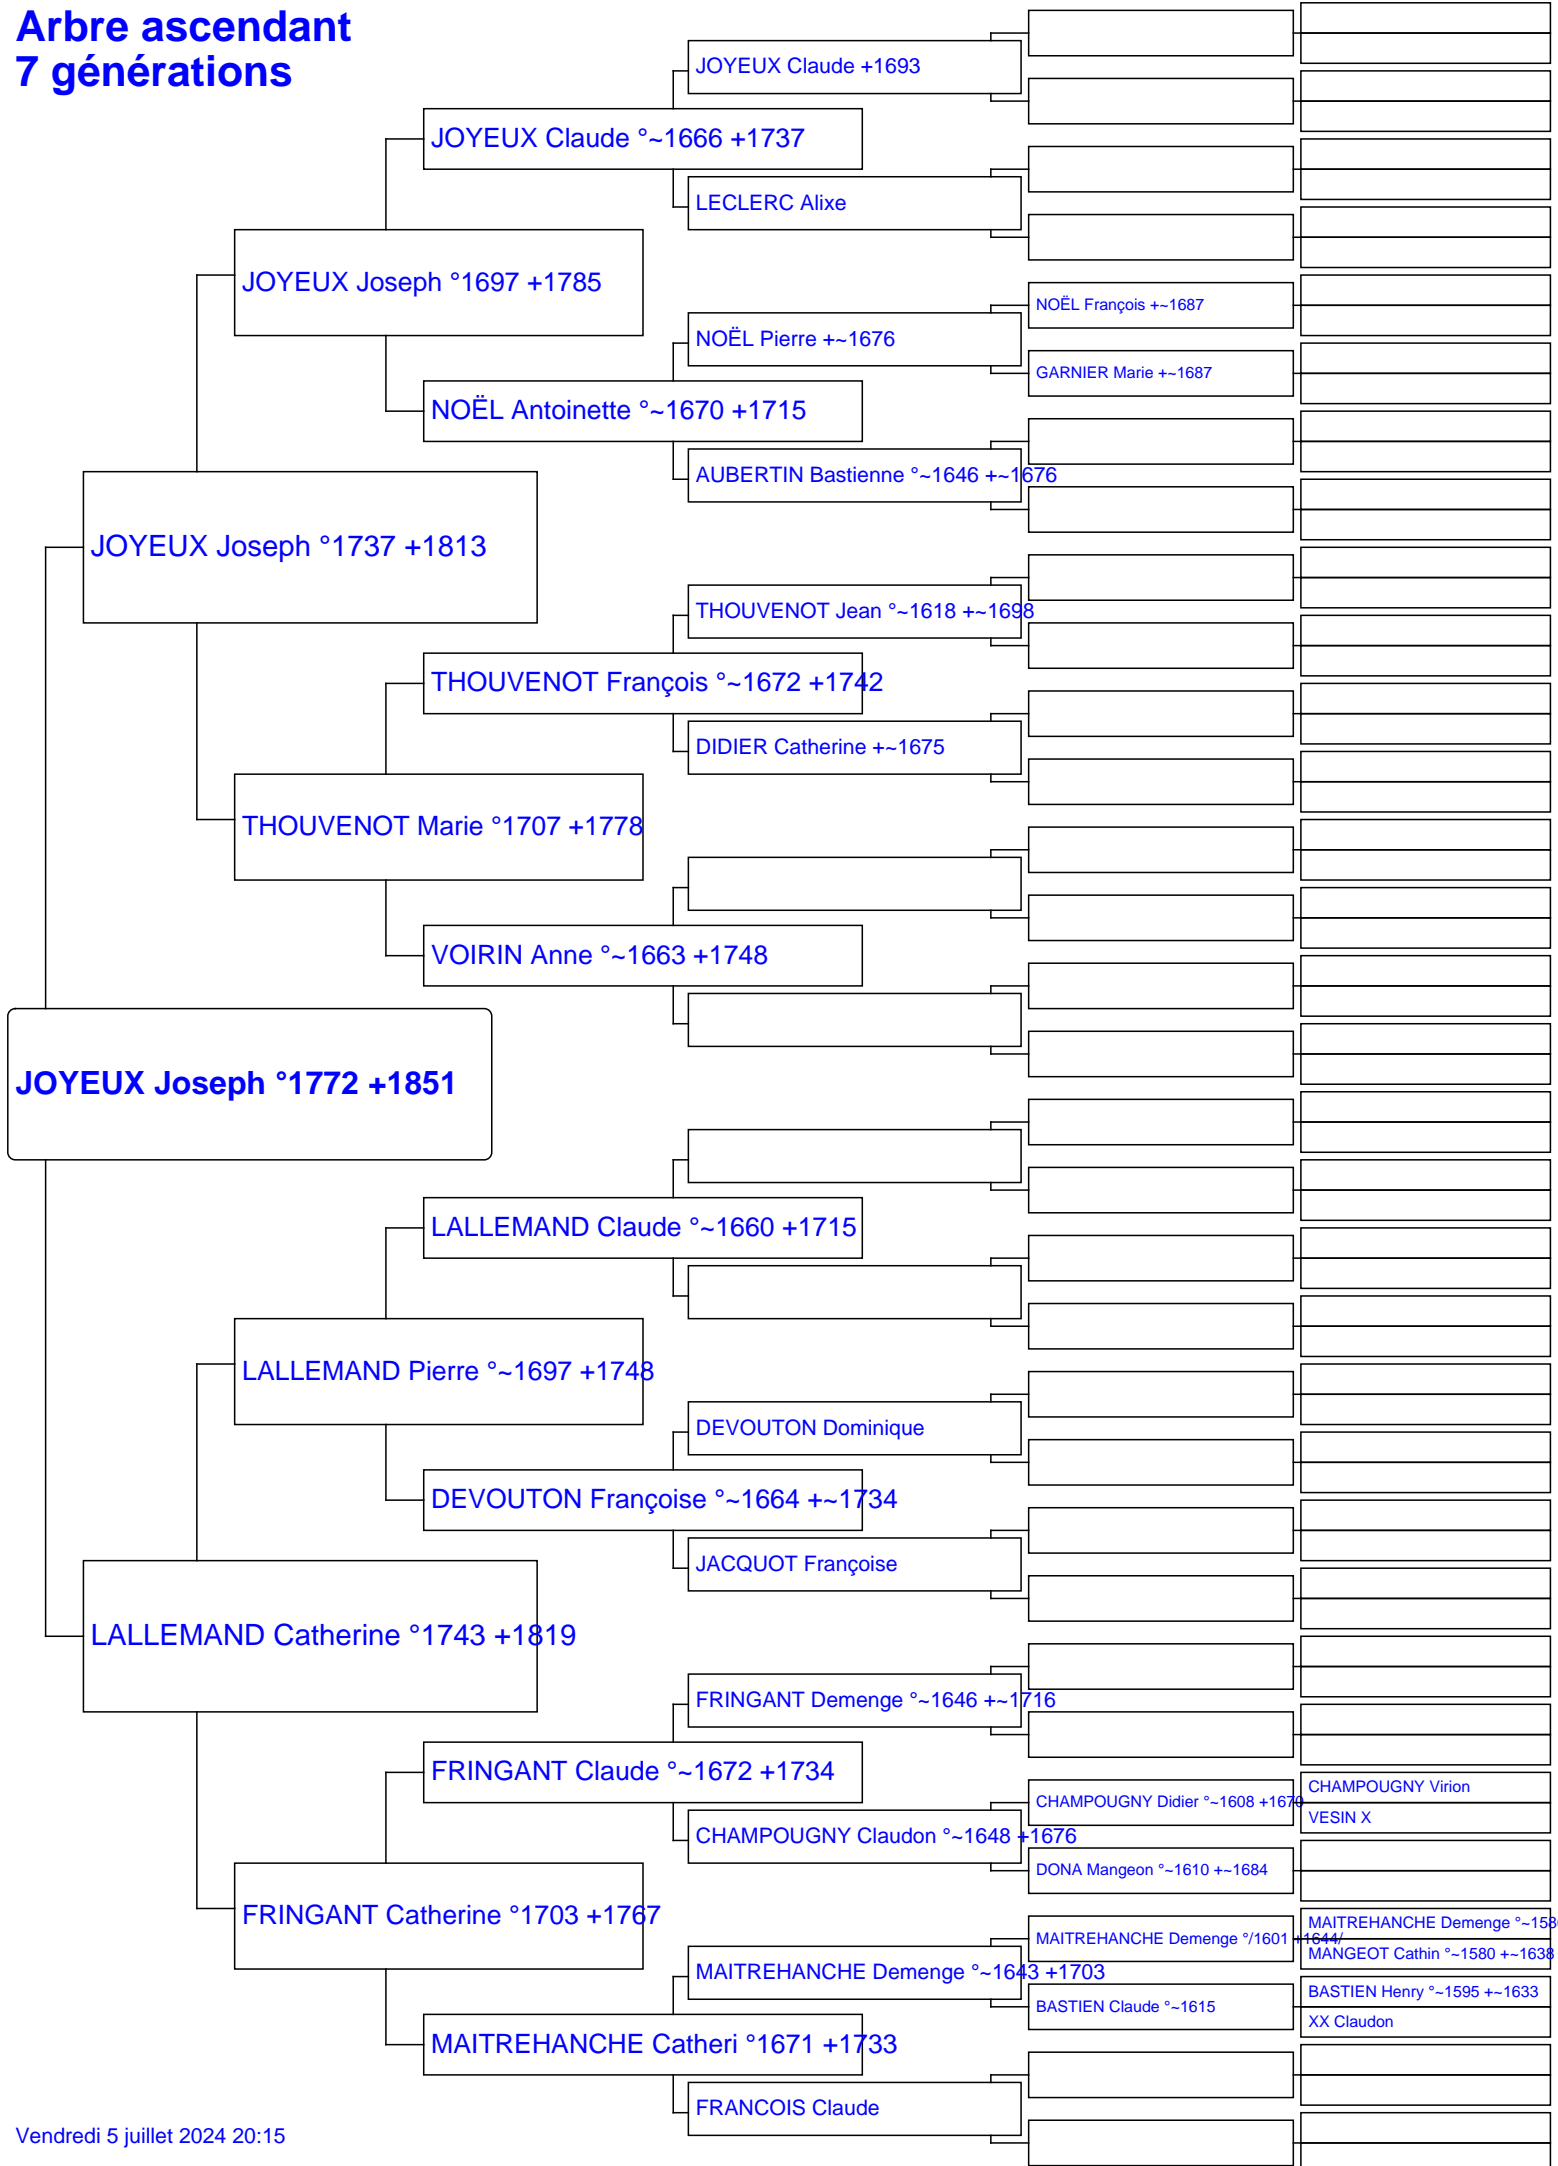 Arbre ascendant
7 générations
JOYEUX Claude +1693
JOYEUX Claude °~1666 +1737
LECLERC Alixe
JOYEUX Joseph °1697 +1785
NOËL François +~1687
NOËL Pierre +~1676
GARNIER Marie +~1687
NOËL Antoinette °~1670 +1715
AUBERTIN Bastienne °~1646 +~1676
JOYEUX Joseph °1737 +1813
THOUVENOT Jean °~1618 +~1698
THOUVENOT François °~1672 +1742
DIDIER Catherine +~1675
THOUVENOT Marie °1707 +1778
VOIRIN Anne °~1663 +1748
JOYEUX Joseph °1772 +1851
LALLEMAND Claude °~1660 +1715
LALLEMAND Pierre °~1697 +1748
DEVOUTON Dominique
DEVOUTON Françoise °~1664 +~1734
JACQUOT Françoise
LALLEMAND Catherine °1743 +1819
FRINGANT Demenge °~1646 +~1716
FRINGANT Claude °~1672 +1734
CHAMPOUGNY Virion
CHAMPOUGNY Didier °~1608 +1670
VESIN X
CHAMPOUGNY Claudon °~1648 +1676
DONA Mangeon °~1610 +~1684
FRINGANT Catherine °1703 +1767
MAITREHANCHE Demenge °~158
MAITREHANCHE Demenge °/1601 +1644/
MANGEOT Cathin °~1580 +~1638
MAITREHANCHE Demenge °~1643 +1703
BASTIEN Henry °~1595 +~1633
BASTIEN Claude °~1615
XX Claudon
MAITREHANCHE Catheri °1671 +1733
FRANCOIS Claude
Vendredi 5 juillet 2024 20:15